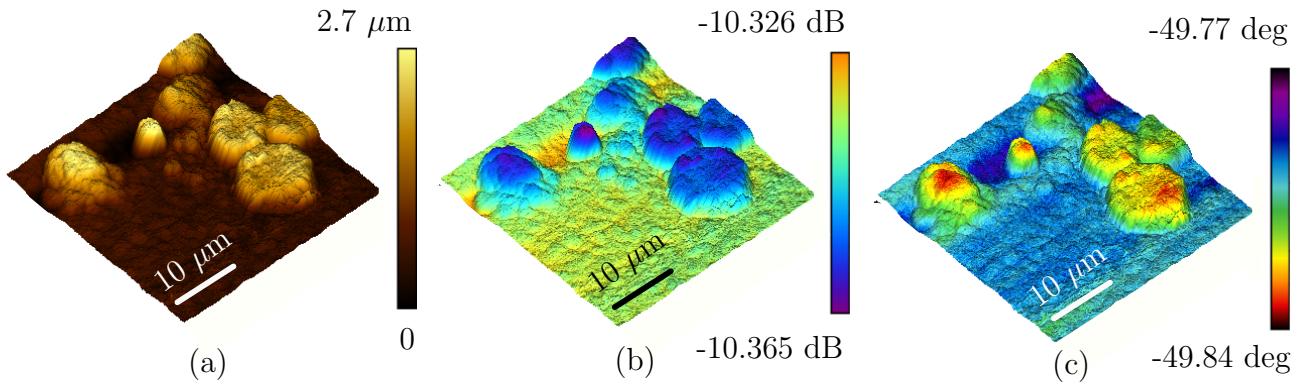 2.7 μm
0
10 μm
(a)
-10.326 dB
-10.365 dB
10 μm
(b)
-49.77 deg
-49.84 deg
10 μm
(c)